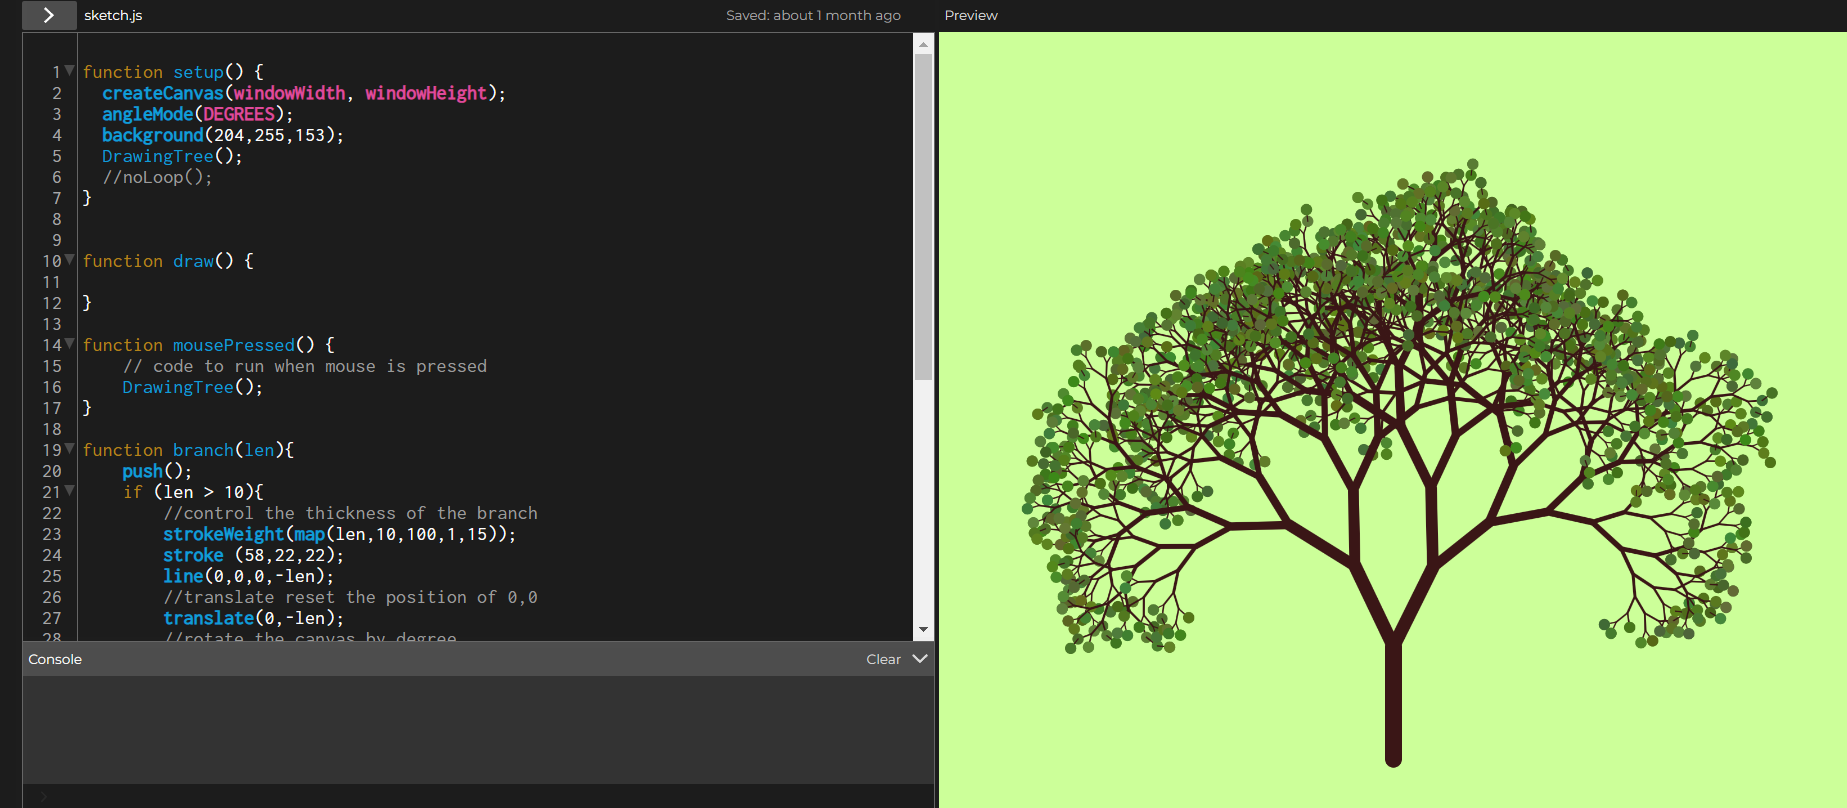 sketch.js
Saved: about 1 month ago
Preview
1 function setup() {
2   createCanvas(windowWidth, windowHeight);
3   angleMode(DEGREES);
4   background(204,255,153);
5   DrawingTree();
6   //noLoop();
7 }
8
9
10 function draw() {
11
12 }
13
14 function mousePressed() {
15     // code to run when mouse is pressed
16     DrawingTree();
17 }
18
19 function branch(len){
20     push();
21     if (len > 10){
22         //control the thickness of the branch
23         strokeWeight(map(len,10,100,1,15));
24         stroke (58,22,22);
25         line(0,0,0,-len);
26         //translate reset the position of 0,0
27         translate(0,-len);
28         //rotate the canvas by degree
Console
Clear